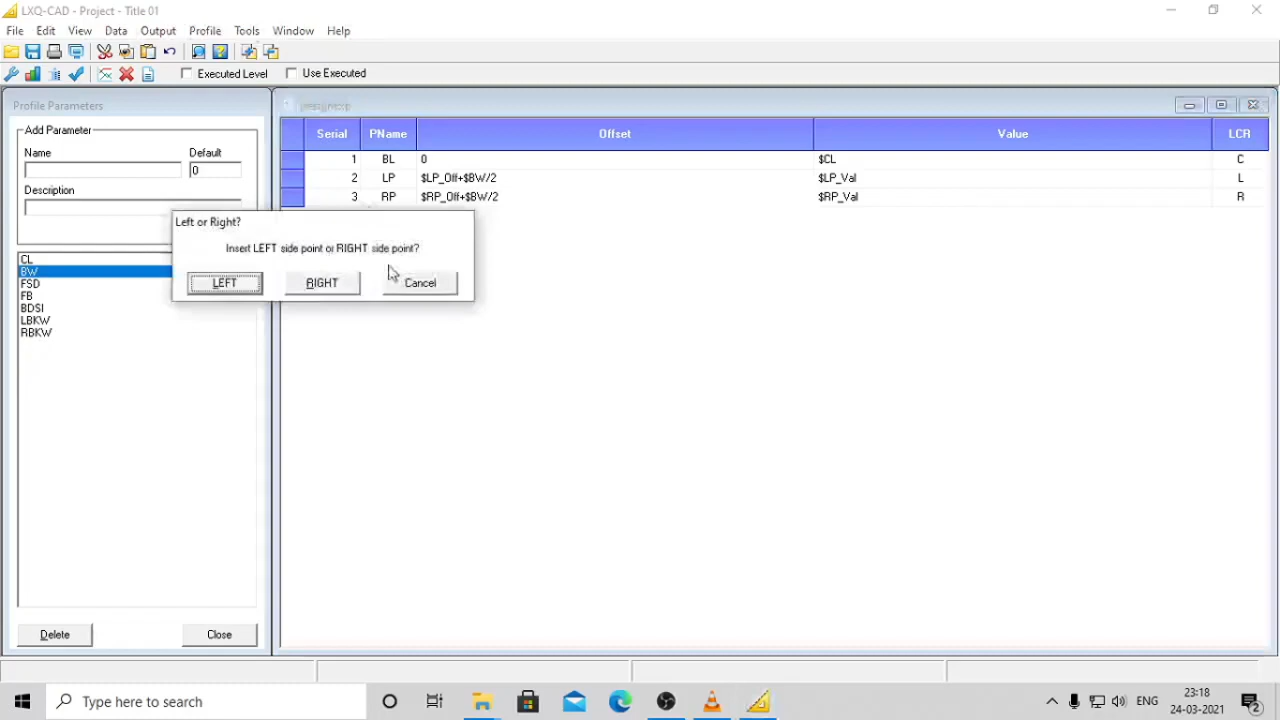 LXQ-CAD - Project - Title 01
File Edit View Data Output Profile Tools Window Help
Executed Level Use Executed
Profile Parameters
Add Parameter
Name Default
0
Description
CL
BW
FSD
FB
BDSI
LBKW
RBKW
Delete Close
Serial PName Offset Value LCR
1 BL 0 $CL C
2 LP $LP_Off+$BW/2 $LP_Val L
3 RP $RP_Off+$BW/2 $RP_Val R
Left or Right?
Insert LEFT side point or RIGHT side point?
LEFT RIGHT Cancel
Type here to search
ENG
23:18
24-03-2021
2